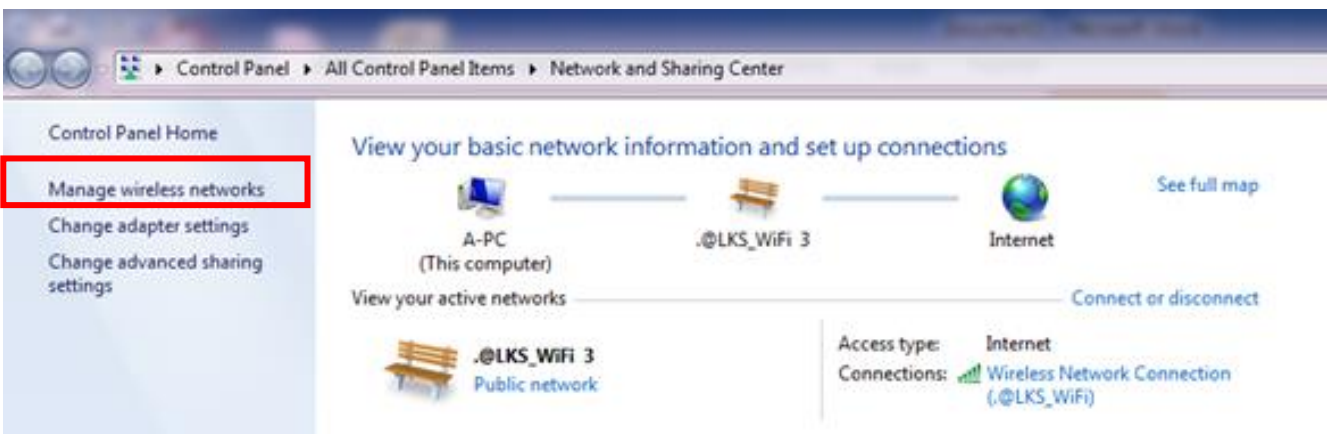 Control Panel ▸ All Control Panel Items ▸ Network and Sharing Center
Control Panel Home
Manage wireless networks
Change adapter settings
Change advanced sharing
settings
View your basic network information and set up connections
See full map
A-PC
(This computer)
.@LKS_WiFi 3
Internet
View your active networks
Connect or disconnect
.@LKS_WiFi 3
Public network
Access type: Internet
Connections: Wireless Network Connection
(.@LKS_WiFi)